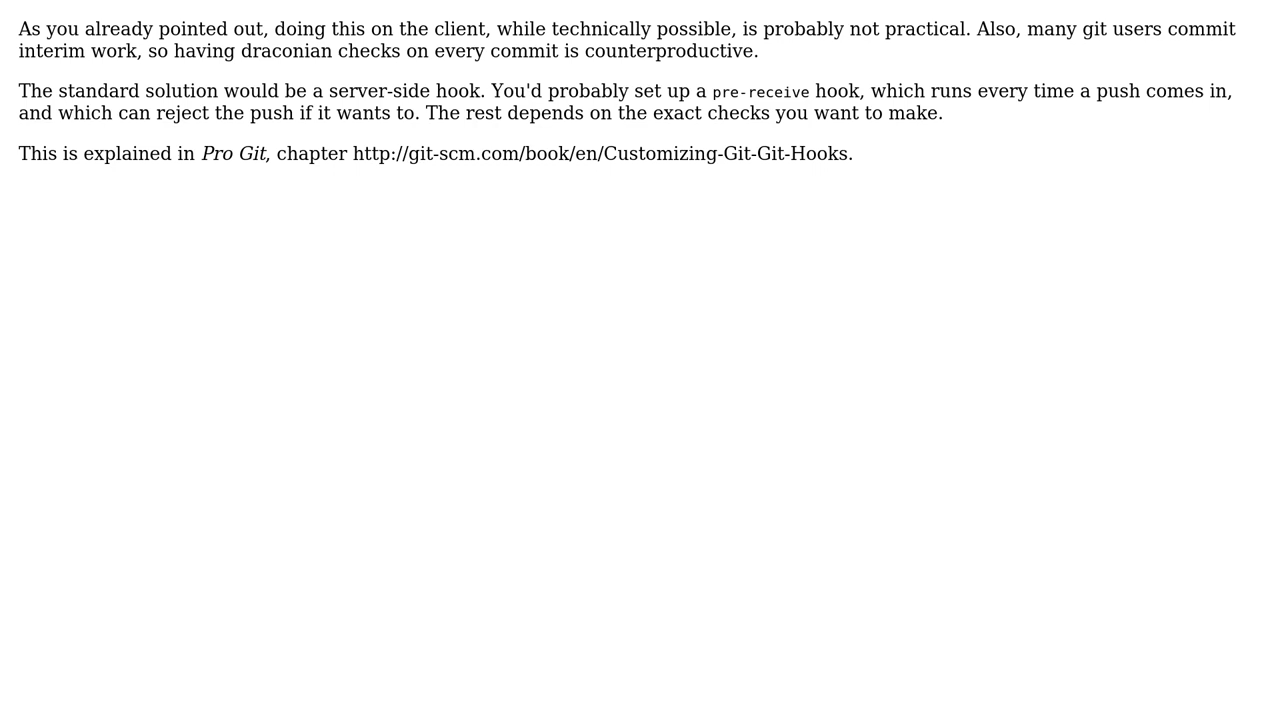 As you already pointed out, doing this on the client, while technically possible, is probably not practical. Also, many git users commit
interim work, so having draconian checks on every commit is counterproductive.
The standard solution would be a server-side hook. You'd probably set up a pre-receive hook, which runs every time a push comes in,
and which can reject the push if it wants to. The rest depends on the exact checks you want to make.
This is explained in Pro Git, chapter http://git-scm.com/book/en/Customizing-Git-Git-Hooks.